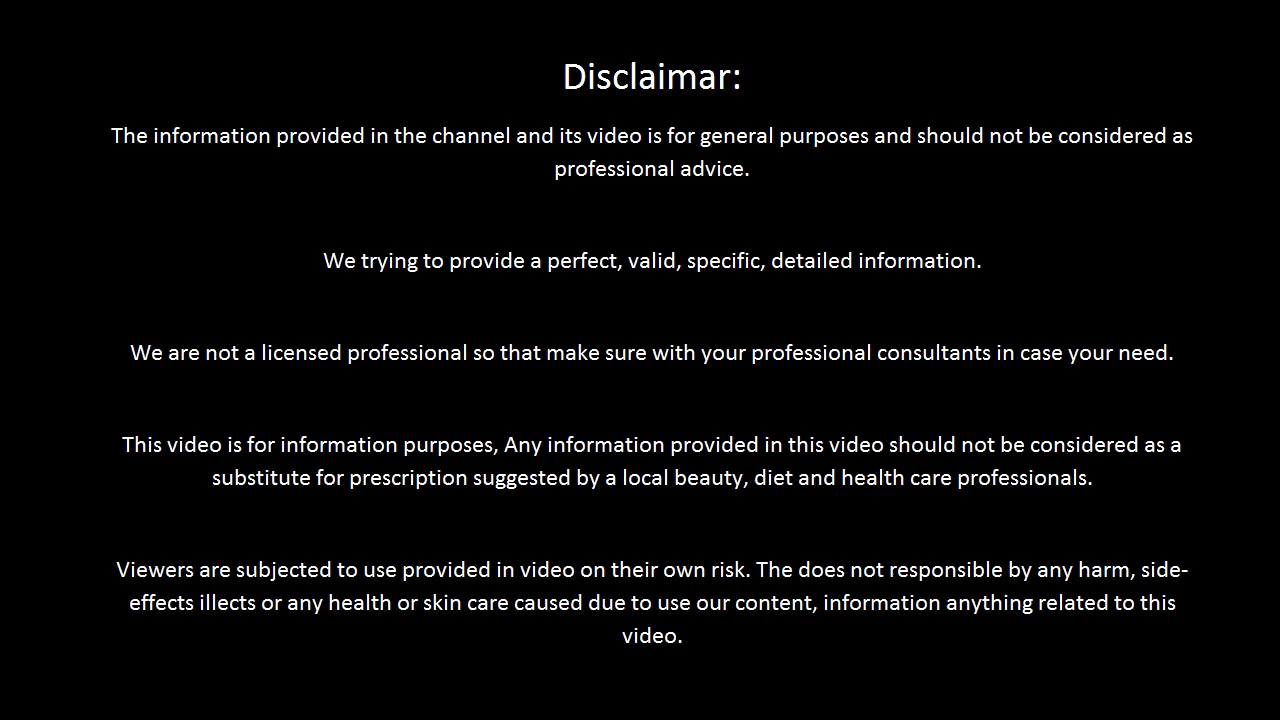 Disclaimar:
The information provided in the channel and its video is for general purposes and should not be considered as
professional advice.
We trying to provide a perfect, valid, specific, detailed information.
We are not a licensed professional so that make sure with your professional consultants in case your need.
This video is for information purposes, Any information provided in this video should not be considered as a
substitute for prescription suggested by a local beauty, diet and health care professionals.
Viewers are subjected to use provided in video on their own risk. The does not responsible by any harm, side-
effects illects or any health or skin care caused due to use our content, information anything related to this
video.